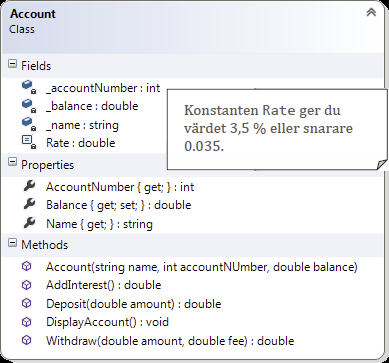 Account
Class
Fields
_accountNumber : int
_balance : double
_name : string
Rate : double
Konstanten Rate ger du
värdet 3,5 % eller snarare
0.035.
Properties
AccountNumber { get; } : int
Balance { get; set; } : double
Name { get; } : string
Methods
Account(string name, int accountNUmber, double balance)
AddInterest() : double
Deposit(double amount) : double
DisplayAccount() : void
Withdraw(double amount, double fee) : double